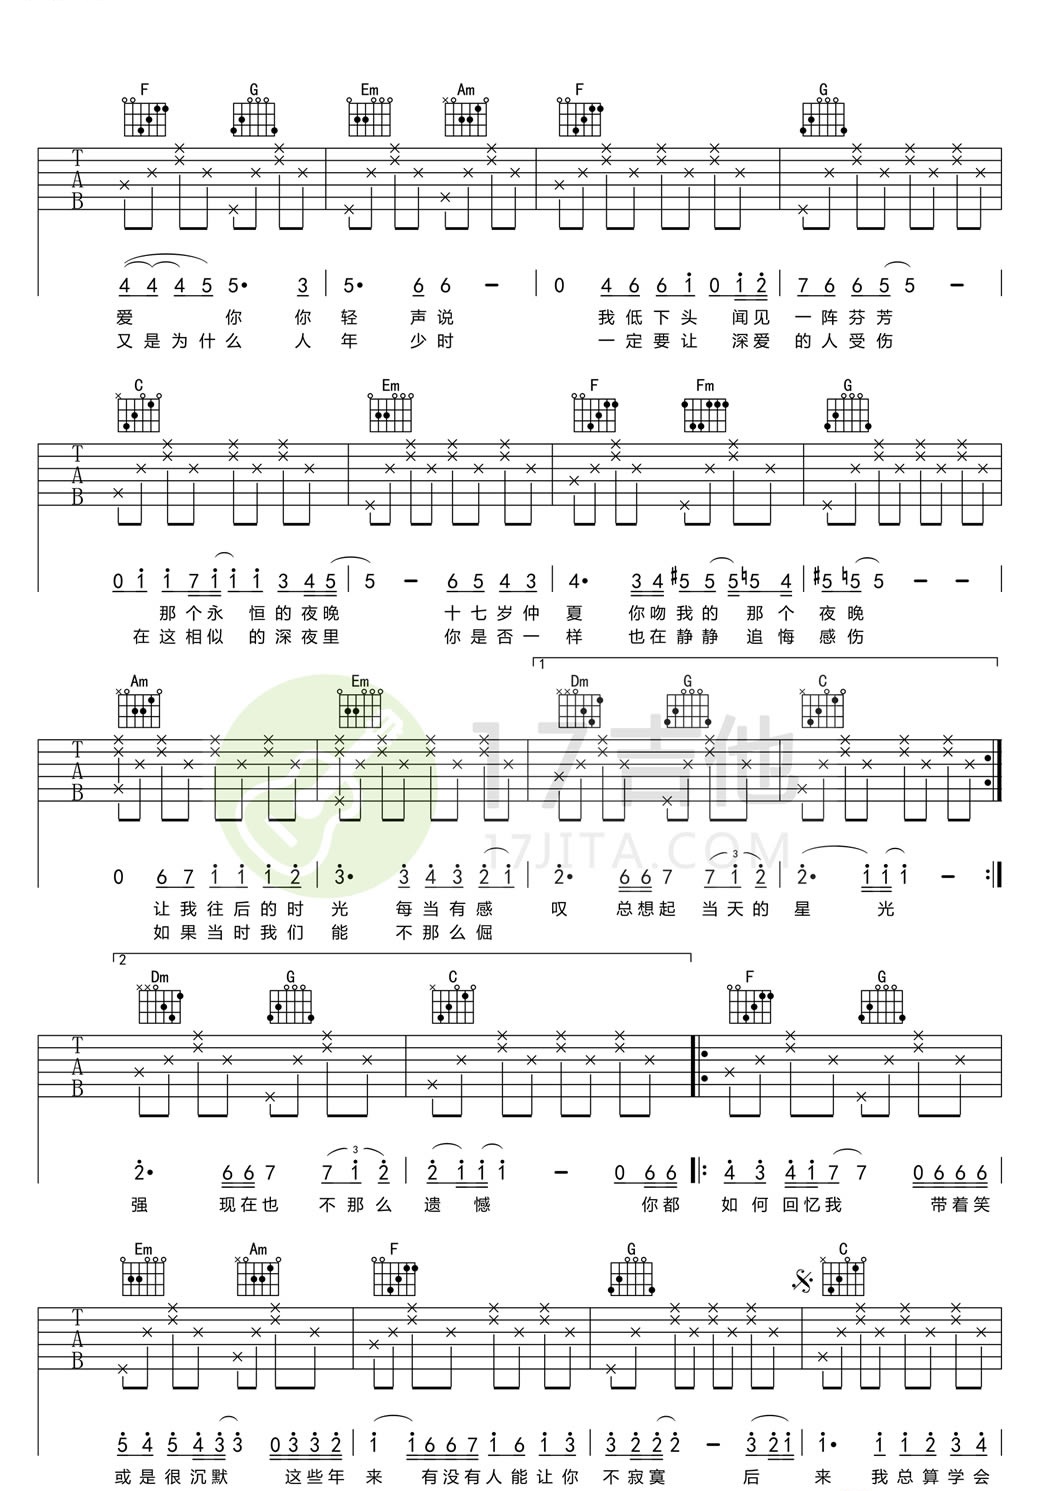 F G Em Am F G
T
A
B
4 4 4 5 5· 3 5· 6 6 - 0 4 6 6 1 0 1 2 7 6 6 5 5 -
爱 你 你 轻 声 说 我 低 下 头 闻 见 一 阵 芬 芳
又 是 为 什 么 人 年 少 时 一 定 要 让 深 爱 的 人 受 伤
C Em F Fm G
T
A
B
0 1 1 7 1 1 1 3 4 5 5 - 6 5 4 3 4· 3 4 #5 5 5 ♮5 4 #5 ♮5 5 -
那 个 永 恒 的 夜 晚 十 七 岁 仲 夏 你 吻 我 的 那 个 夜 晚
在 这 相 似 的 深 夜 里 你 是 否 一 样 也 在 静 静 追 悔 感 伤
1
Am Em Dm G C
T
A
B
17吉他
17JITA.COM
3
0 6 7 1 1 1 2 3· 3 4 3 2 1 2· 6 6 7 7 1 2 2· 1 1 1 -
让 我 往 后 的 时 光 每 当 有 感 叹 总 想 起 当 天 的 星 光
如 果 当 时 我 们 能 不 那 么 倔
2
Dm G C F G
T
A
B
3
2· 6 6 7 7 1 2 2 1 1 1 - 0 6 6 4 3 4 1 7 7 0 6 6 6
强 现 在 也 不 那 么 遗 憾 你 都 如 何 回 忆 我 带 着 笑
Em Am F G C
T
A
B
5 4 5 4 3 3 0 3 3 2 1 1 6 6 7 1 6 1 3 3 2 2 2 - 3 2 1 1· 1 1 2 3 4
或 是 很 沉 默 这 些 年 来 有 没 有 人 能 让 你 不 寂 寞 后 来 我 总 算 学 会